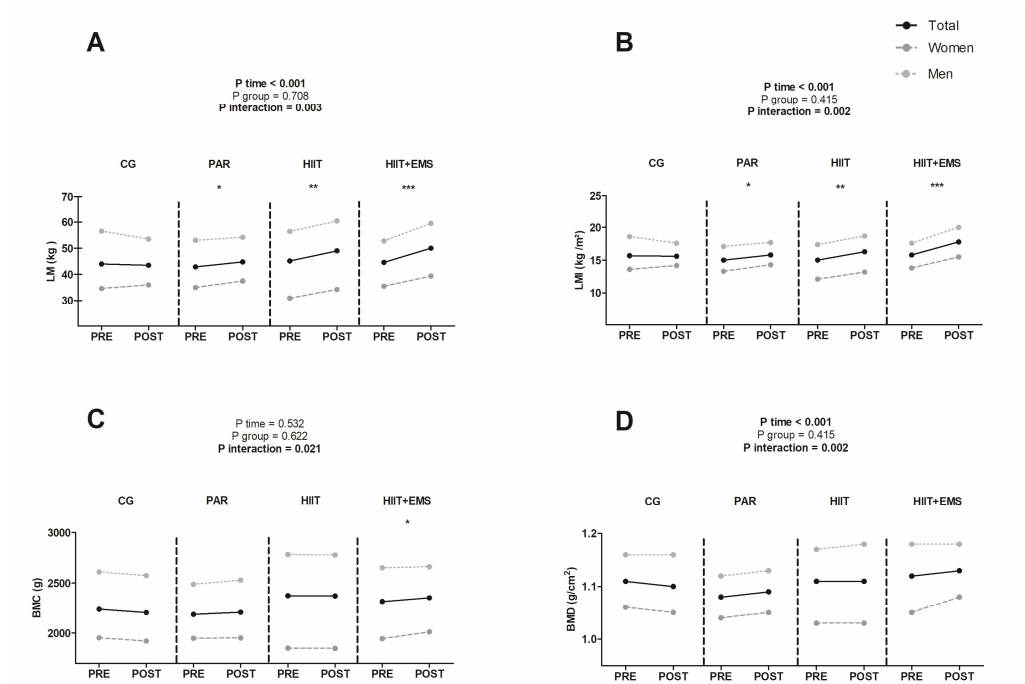 A
P time < 0.001
P group = 0.708
P interaction = 0.003
CG PAR HIIT HIIT+EMS
* ** ***
70
60
50
40
30
LM (kg )
PRE POST PRE POST PRE POST PRE POST
B
Total
Women
Men
P time < 0.001
P group = 0.415
P interaction = 0.002
CG PAR HIIT HIIT+EMS
* ** ***
25
20
15
10
LMI (kg /m²)
PRE POST PRE POST PRE POST PRE POST
C
P time = 0.532
P group = 0.622
P interaction = 0.021
CG PAR HIIT HIIT+EMS
*
3000
2500
2000
BMC (g)
PRE POST PRE POST PRE POST PRE POST
D
P time < 0.001
P group = 0.415
P interaction = 0.002
CG PAR HIIT HIIT+EMS
1.2
1.1
1.0
BMD (g/cm²)
PRE POST PRE POST PRE POST PRE POST